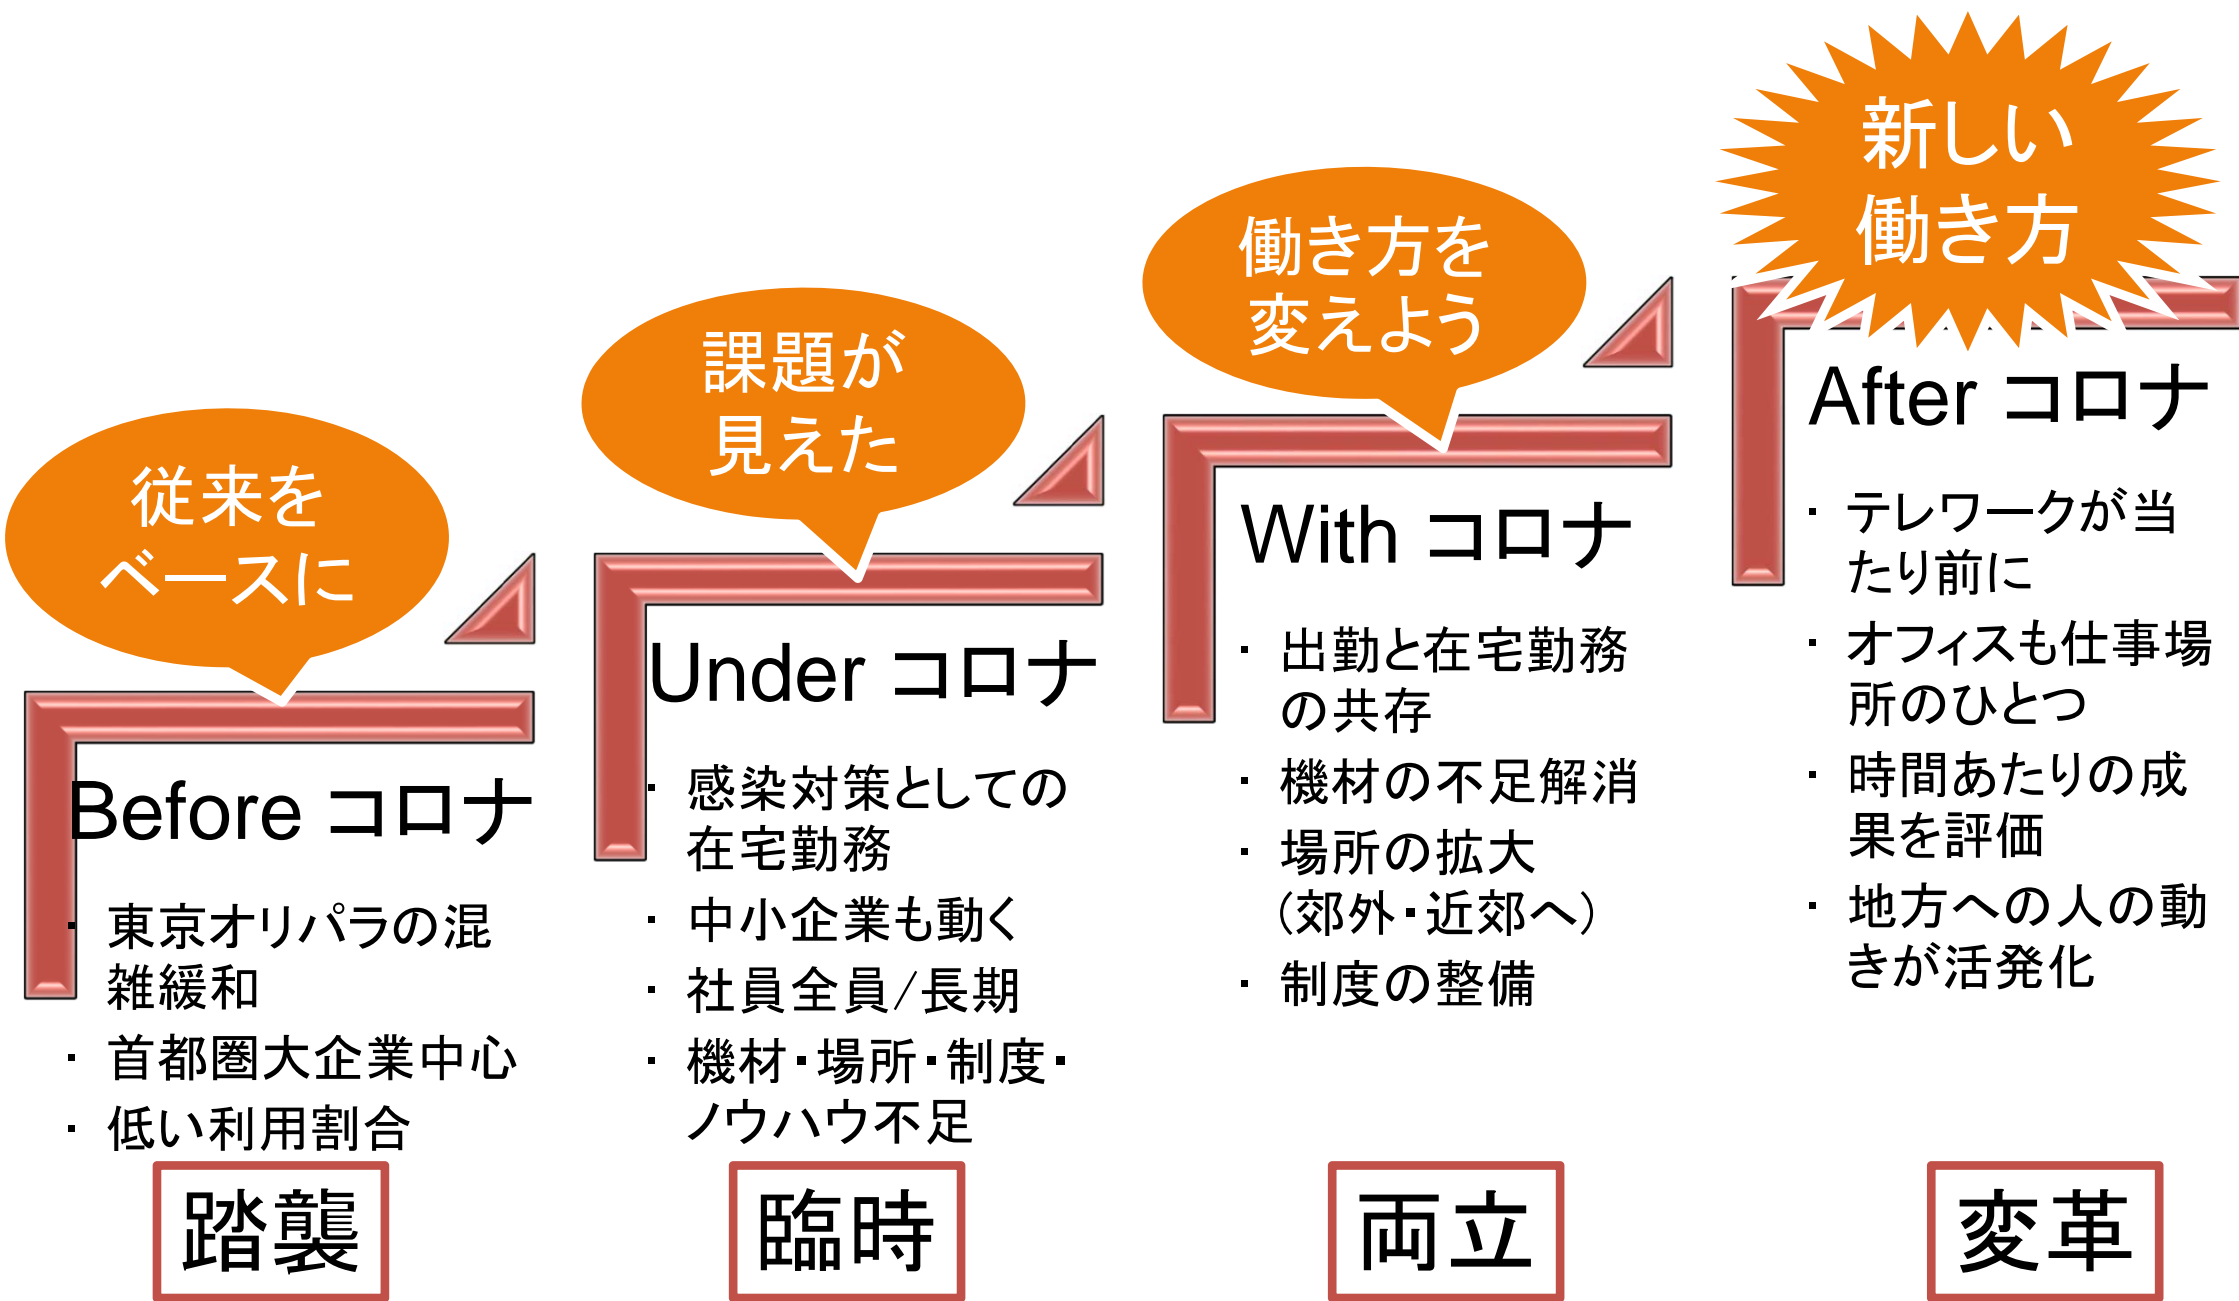 従来を
ベースに
Before コロナ
・ 東京オリパラの混
雑緩和
・ 首都圏大企業中心
・ 低い利用割合
踏襲
課題が
見えた
Under コロナ
・ 感染対策としての
在宅勤務
・ 中小企業も動く
・ 社員全員/長期
・ 機材・場所・制度・
ノウハウ不足
臨時
働き方を
変えよう
With コロナ
・ 出勤と在宅勤務
の共存
・ 機材の不足解消
・ 場所の拡大
(郊外・近郊へ)
・ 制度の整備
両立
新しい
働き方
After コロナ
・ テレワークが当
たり前に
・ オフィスも仕事場
所のひとつ
・ 時間あたりの成
果を評価
・ 地方への人の動
きが活発化
変革